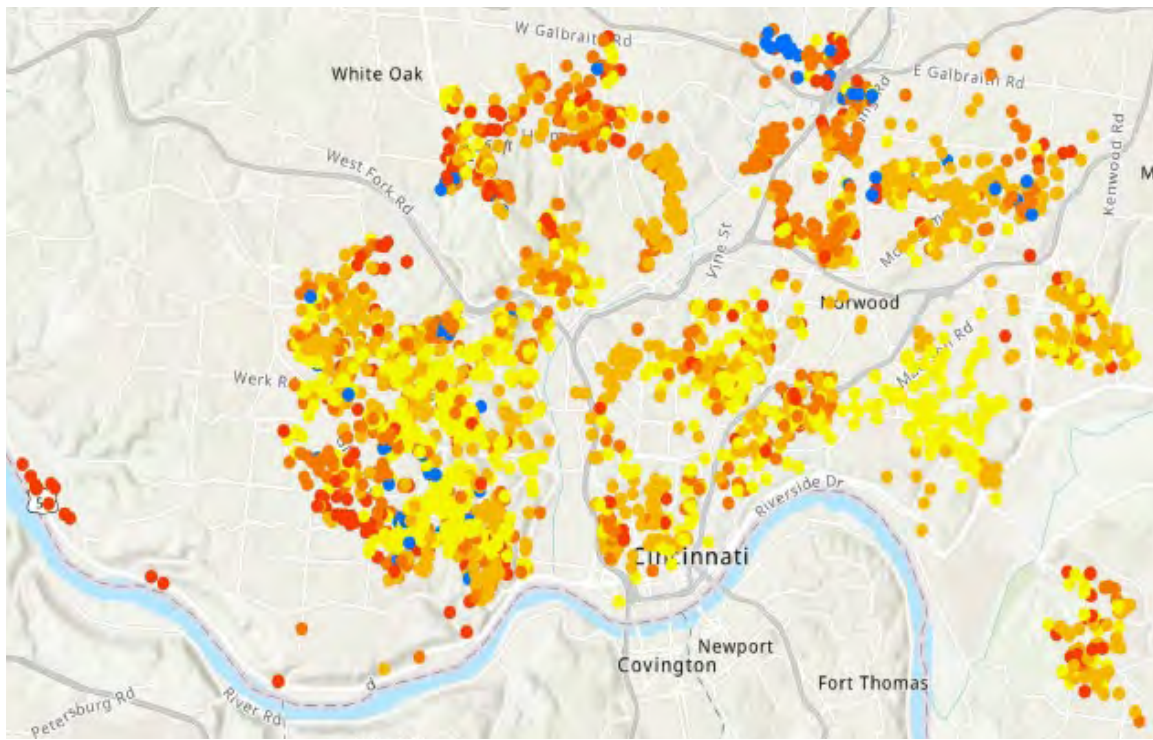 W Galbraith Rd
White Oak
E Galbraith Rd
Kenwood Rd
West Fork Rd
Vine St
M
Norwood
Werk R
Riverside Dr
Cincinnati
Newport
Covington
Fort Thomas
River Rd
Petersburg Rd